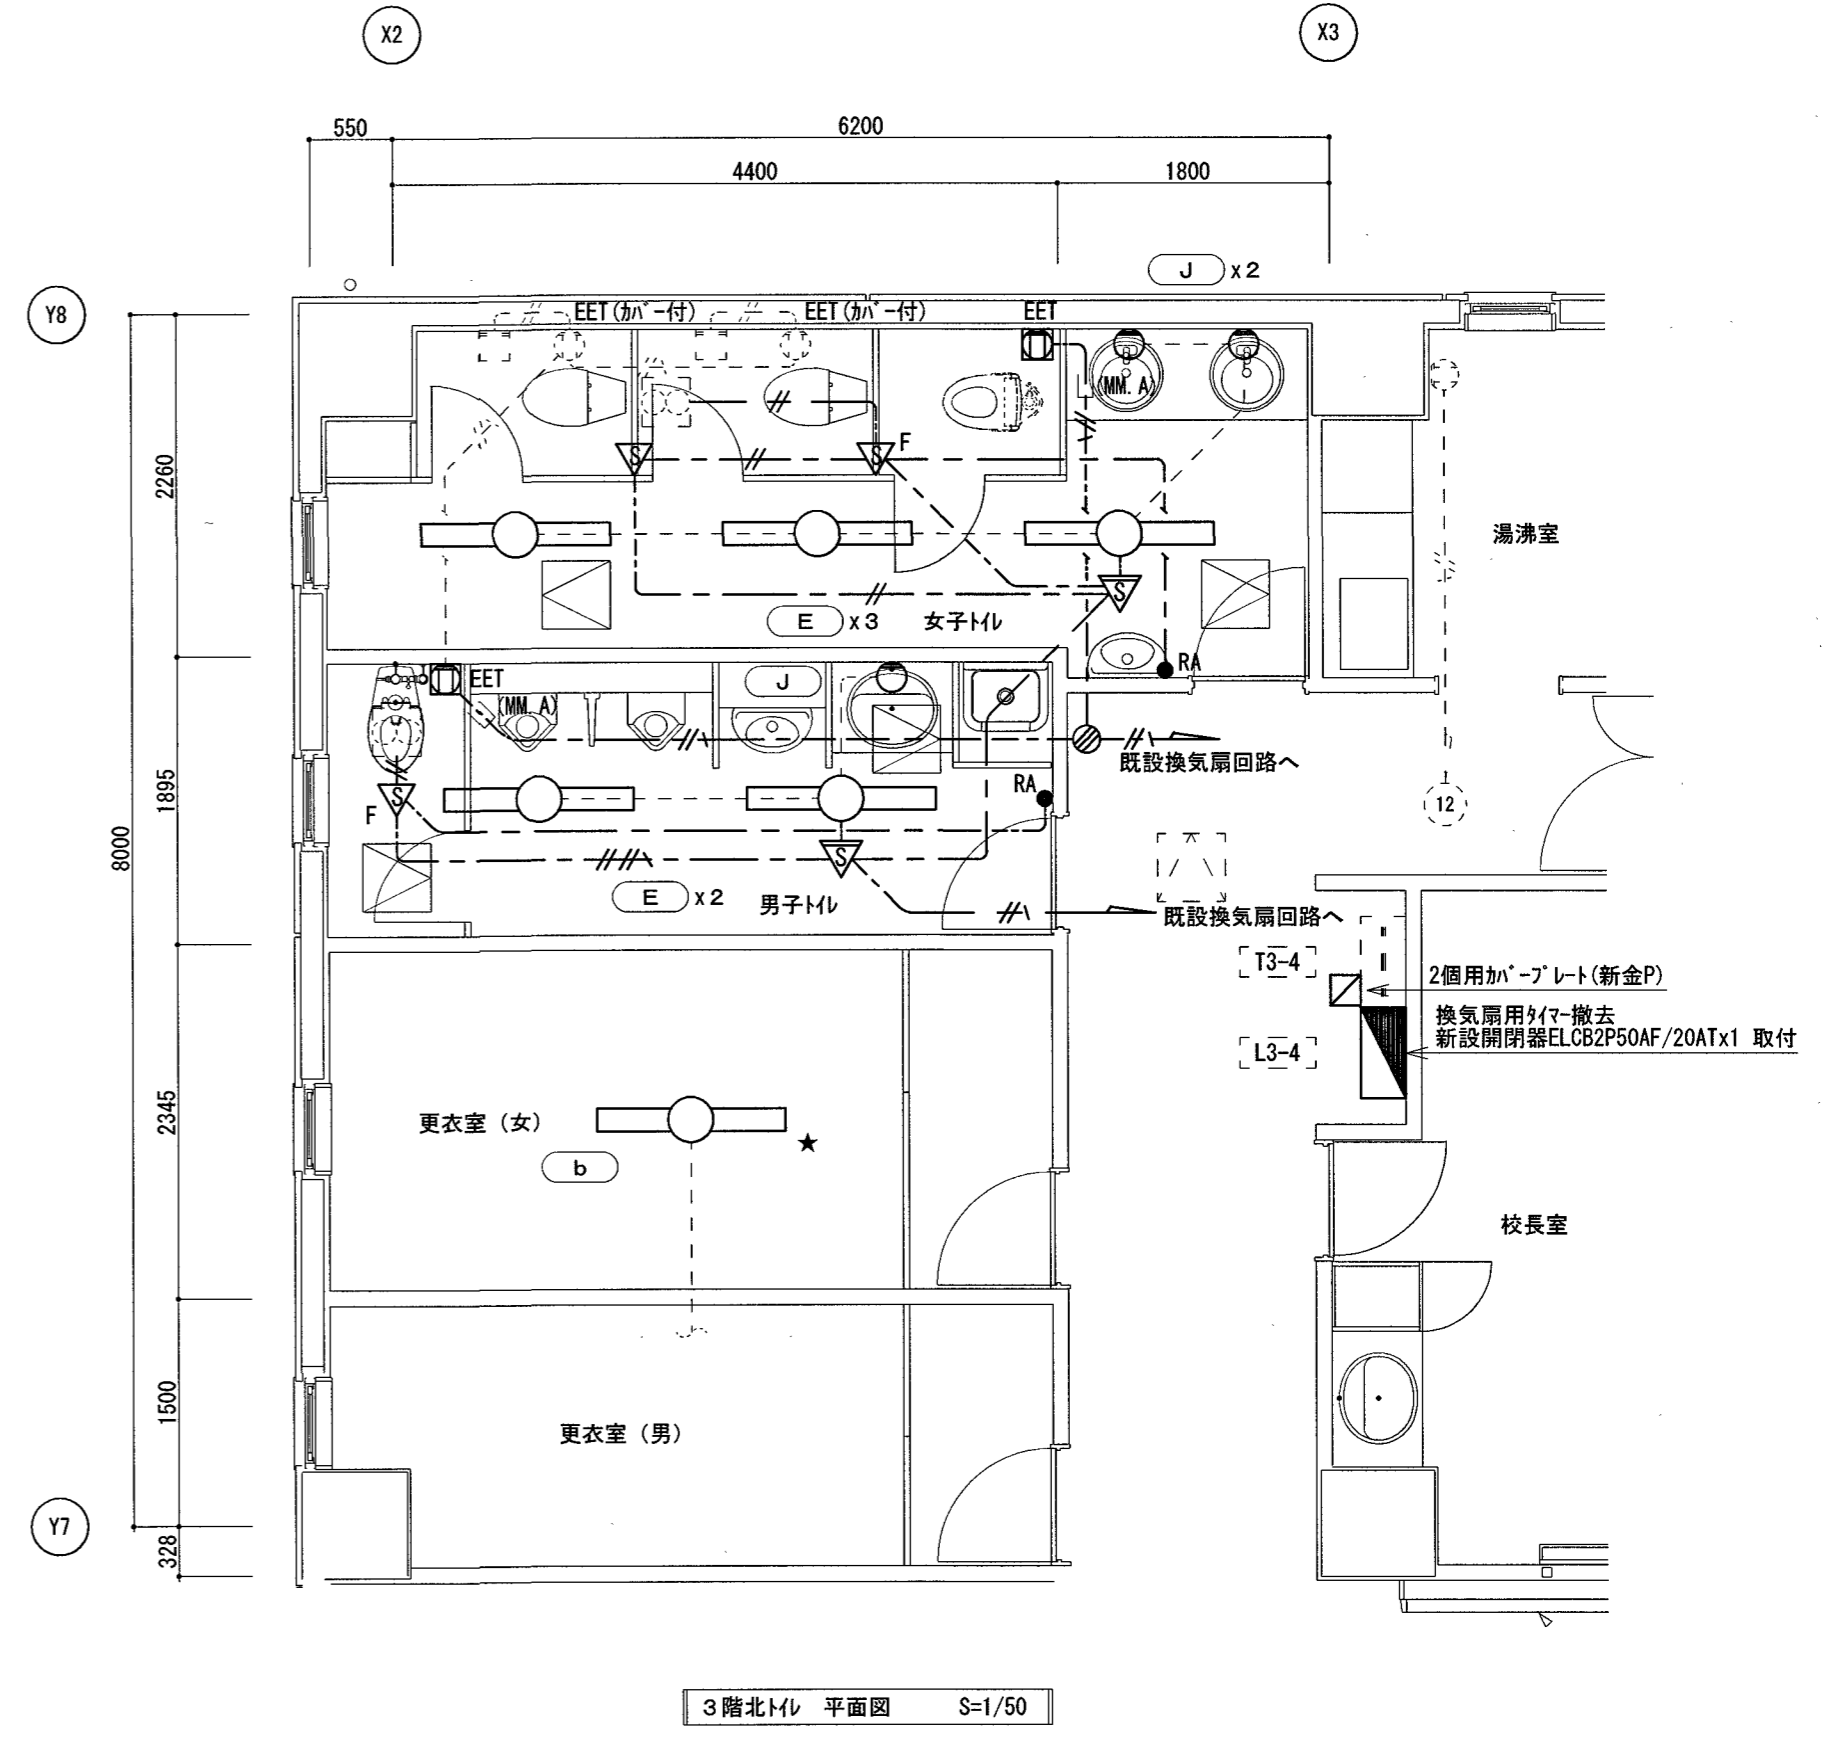 X2
X3
550
6200
4400
1800
J x2
Y8
EET(ｶﾊﾞｰ付)
EET(ｶﾊﾞｰ付)
EET
(MM. A)
S
S
F
2260
湯沸室
S
E x3
女子ﾄｲﾚ
RA
EET
J
(MM. A)
既設換気扇回路へ
1895
8000
S
F
RA
12
S
E x2
男子ﾄｲﾚ
既設換気扇回路へ
T3-4
2個用ｶﾊﾞｰﾌﾟﾚｰﾄ(新金P)
換気扇用ﾀｲﾏｰ撤去
新設開閉器ELCB2P50AF/20ATx1 取付
L3-4
2345
更衣室（女）
★
b
校長室
1500
更衣室（男）
Y7
328
３階北ﾄｲﾚ 平面図 S=1/50